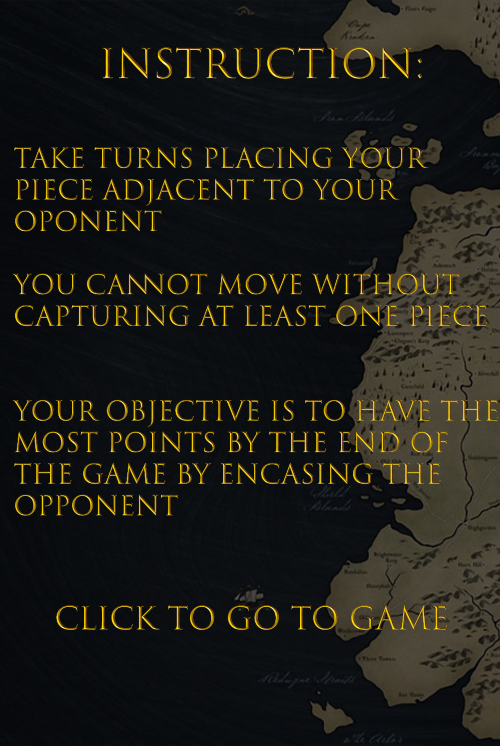 INSTRUCTION:
TAKE TURNS PLACING YOUR
PIECE ADJACENT TO YOUR
OPONENT
YOU CANNOT MOVE WITHOUT
CAPTURING AT LEAST ONE PIECE
YOUR OBJECTIVE IS TO HAVE THE
MOST POINTS BY THE END OF
THE GAME BY ENCASING THE
OPPONENT
CLICK TO GO TO GAME